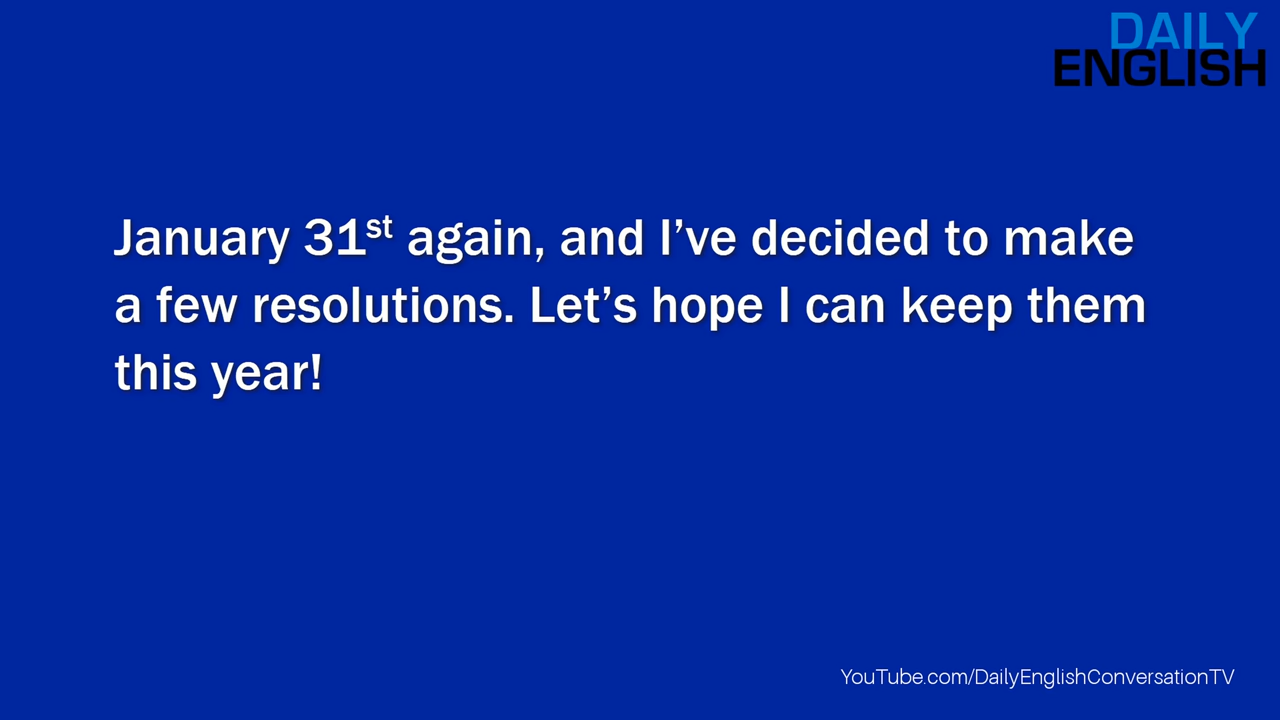 DAILY
ENGLISH
January 31st again, and I’ve decided to make
a few resolutions. Let’s hope I can keep them
this year!
YouTube.com/DailyEnglishConversationTV